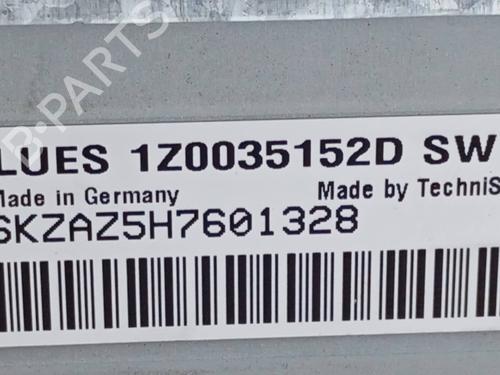 LUES 1Z0035152D SW
Made in Germany Made by TechniS
SKZAZ5H7601328
B-PARTS